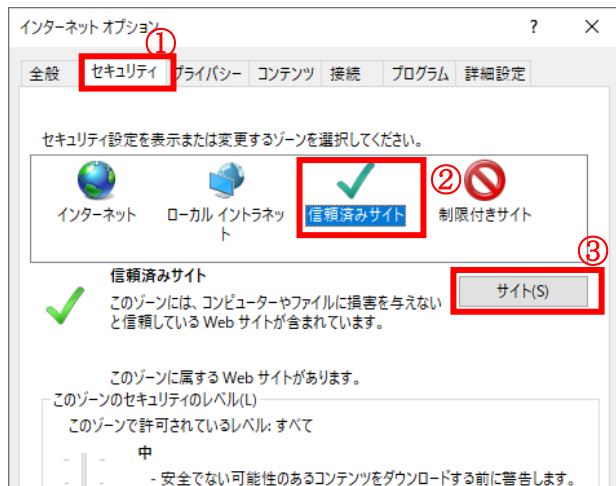 インターネット オプション ? ×
①
全般 セキュリティ プライバシー コンテンツ 接続 プログラム 詳細設定
セキュリティ設定を表示または変更するゾーンを選択してください。
②
インターネット ローカル イントラネッ 信頼済みサイト 制限付きサイト
ト
③
信頼済みサイト
サイト(S)
このゾーンには、コンピューターやファイルに損害を与えない
と信頼している Web サイトが含まれています。
このゾーンに属する Web サイトがあります。
このゾーンのセキュリティのレベル(L)
このゾーンで許可されているレベル: すべて
中
- 安全でない可能性のあるコンテンツをダウンロードする前に警告します。